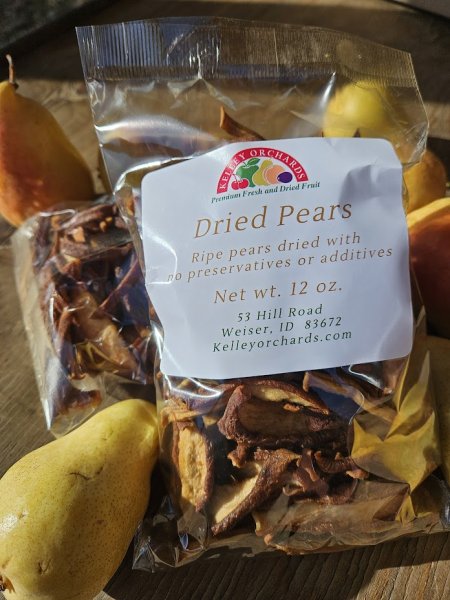 KELLEY ORCHARDS
Premium Fresh and Dried Fruit
Dried Pears
Ripe pears dried with
no preservatives or additives
Net wt. 12 oz.
53 Hill Road
Weiser, ID 83672
Kelleyorchards.com